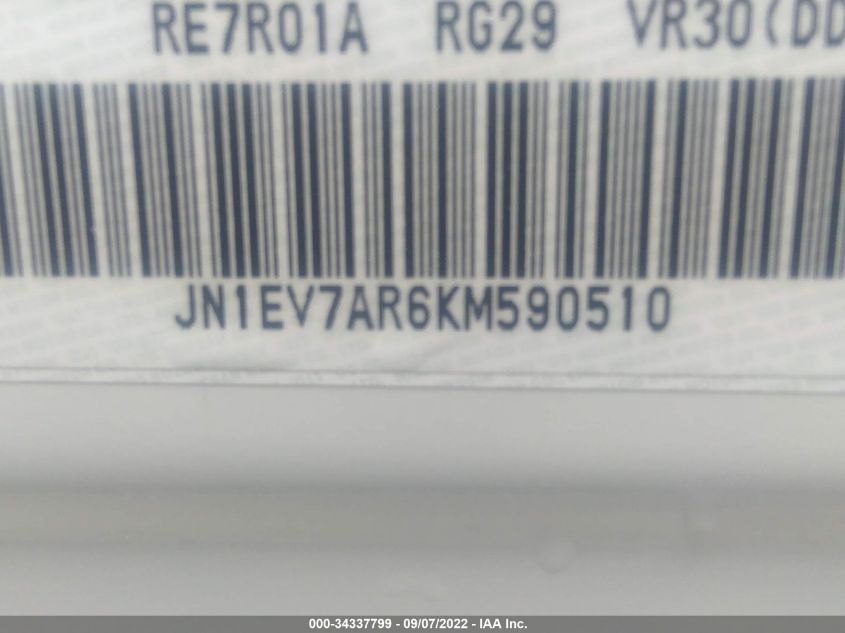 RE7R01A RG29 VR30(DD
JN1EV7AR6KM590510
000-34337799 - 09/07/2022 - IAA Inc.